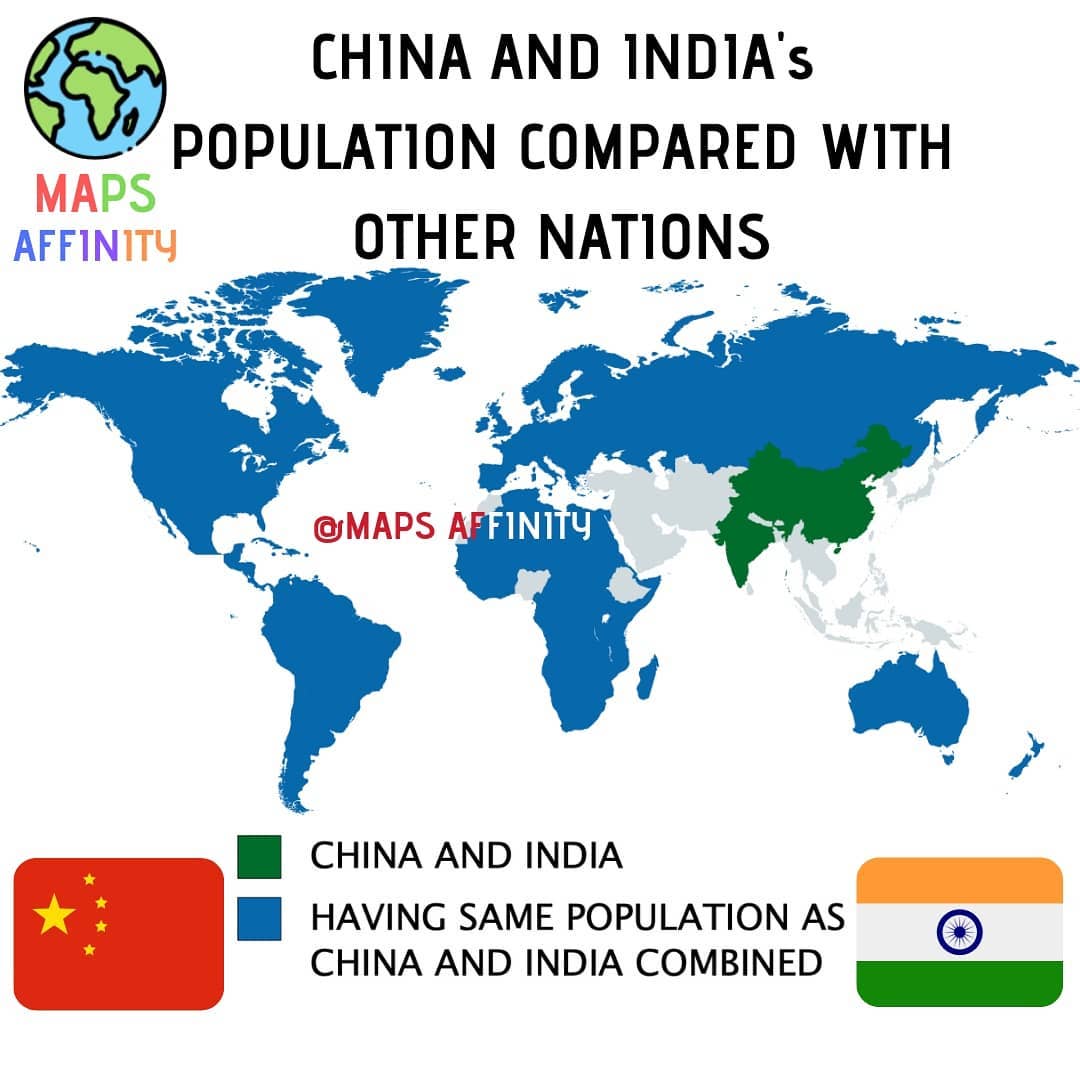 CHINA AND INDIA's
POPULATION COMPARED WITH
OTHER NATIONS
MAPS
AFFINITY
@MAPS AFFINITY
CHINA AND INDIA
HAVING SAME POPULATION AS
CHINA AND INDIA COMBINED